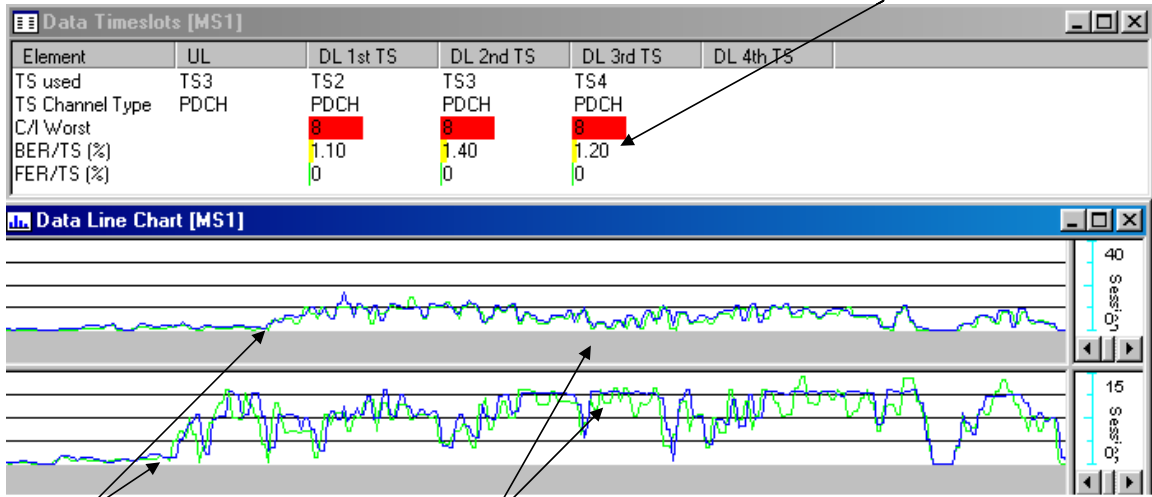 Data Timeslots [MS1]
Element UL DL 1st TS DL 2nd TS DL 3rd TS DL 4th TS
TS used TS3 TS2 TS3 TS4
TS Channel Type PDCH PDCH PDCH PDCH
C/I Worst 8 8 8
BER/TS (%) 1.10 1.40 1.20
FER/TS (%) 0 0 0
Data Line Chart [MS1]
40
15